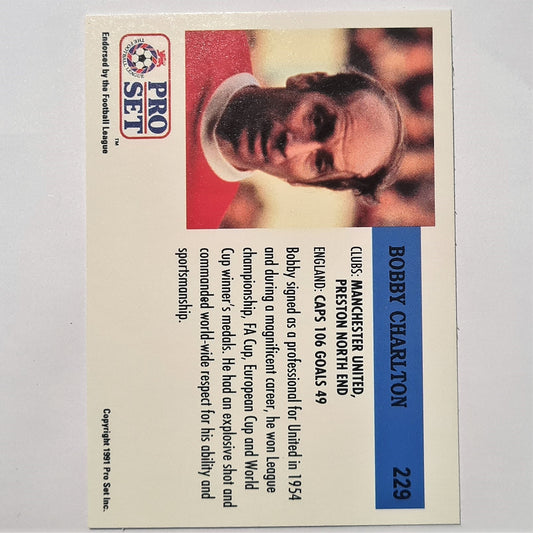 BOBBY CHARLTON 229
CLUBS: MANCHESTER UNITED,
PRESTON NORTH END
ENGLAND: CAPS 106 GOALS 49
Bobby signed as a professional for United in 1954
and during a magnificent career, he won League
championship, FA Cup, European Cup and World
Cup winner's medals. He had an explosive shot and
commanded world-wide respect for his ability and
sportsmanship.
PRO
SET
TM
Endorsed by the Football League
Copyright 1991 Pro Set Inc.